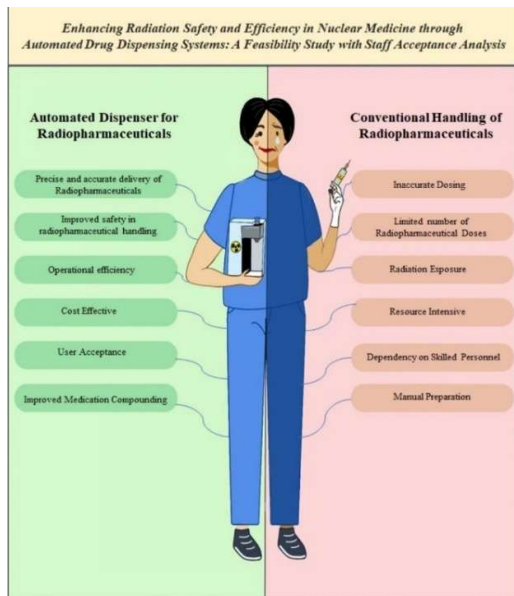 Enhancing Radiation Safety and Efficiency in Nuclear Medicine through
Automated Drug Dispensing Systems: A Feasibility Study with Staff Acceptance Analysis
Automated Dispenser for
Radiopharmaceuticals
Precise and accurate delivery of
Radiopharmaceuticals
Improved safety in
radiopharmaceutical handling
Operational efficiency
Cost Effective
User Acceptance
Improved Medication Compounding
Conventional Handling of
Radiopharmaceuticals
Inaccurate Dosing
Limited number of
Radiopharmaceutical Doses
Radiation Exposure
Resource Intensive
Dependency on Skilled Personnel
Manual Preparation